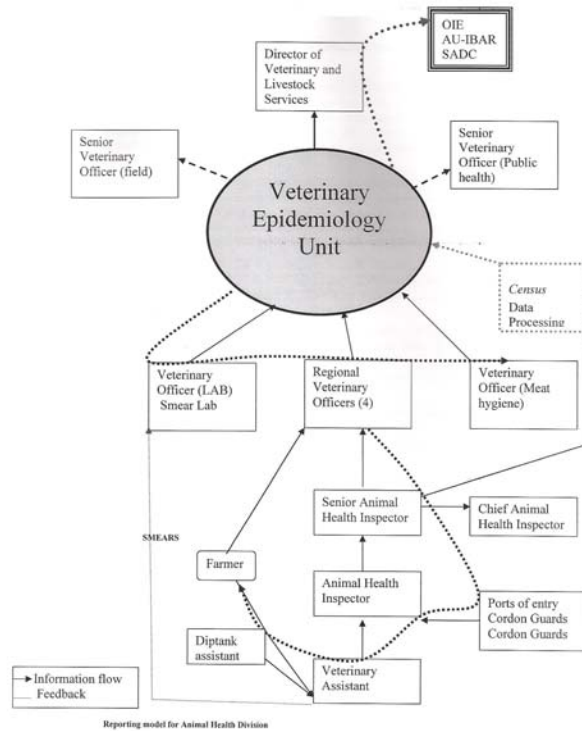 OIE
AU-IBAR
SADC
Director of
Veterinary and
Livestock
Services
Senior
Veterinary
Officer (field)
Senior
Veterinary
Officer (Public
health)
Veterinary
Epidemiology
Unit
Census
Data
Processing
Veterinary
Officer (LAB)
Smear Lab
Regional
Veterinary
Officers (4)
Veterinary
Officer (Meat
hygiene)
Senior Animal
Health Inspector
Chief Animal
Health Inspector
SMEARS
Farmer
Animal Health
Inspector
Ports of entry
Cordon Guards
Cordon Guards
Diptank
assistant
Veterinary
Assistant
Information flow
Feedback
Reporting model for Animal Health Division